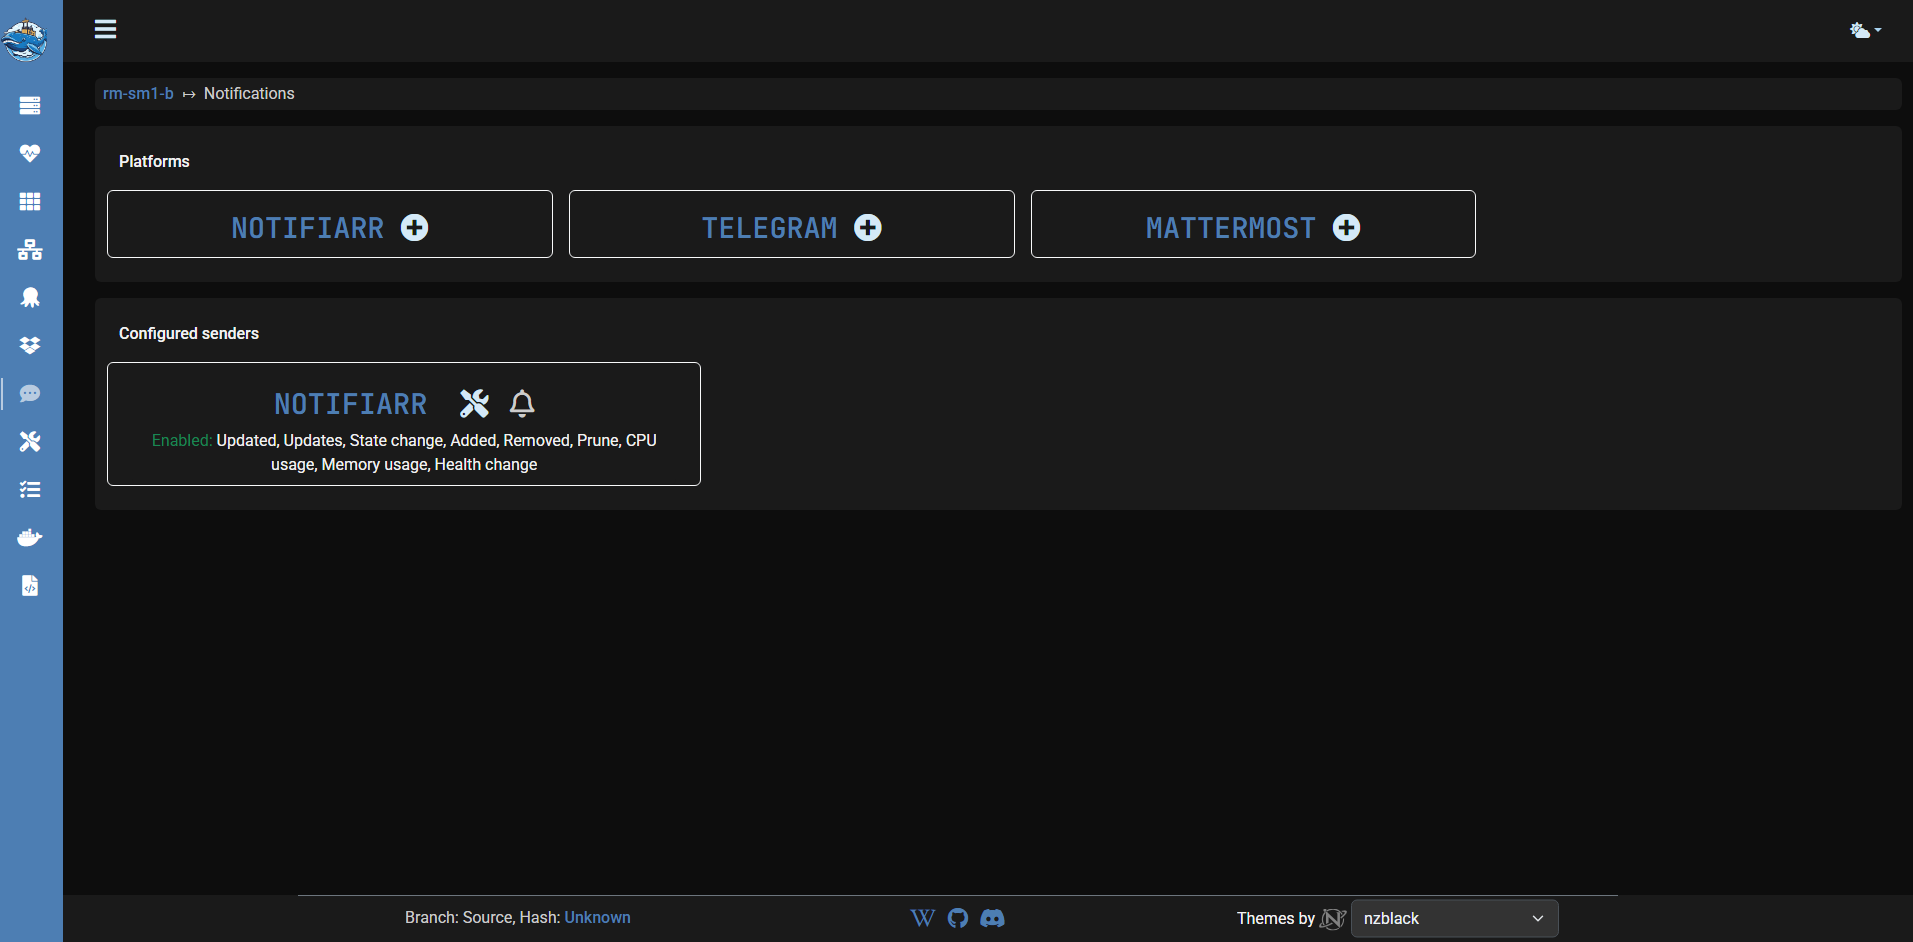 rm-sm1-b ↦ Notifications
Platforms
NOTIFIARR
TELEGRAM
MATTERMOST
Configured senders
NOTIFIARR
Enabled: Updated, Updates, State change, Added, Removed, Prune, CPU
usage, Memory usage, Health change
Branch: Source, Hash: Unknown
W
Themes by N
nzblack